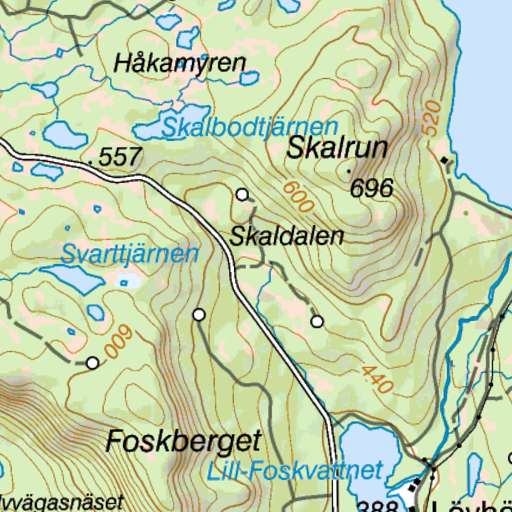 Håkamyren
Skalbodtjärnen
520
557
Skalrun
600
696
Skaldalen
Svarttjärnen
600
440
Foskberget
Lill-Foskvattnet
388